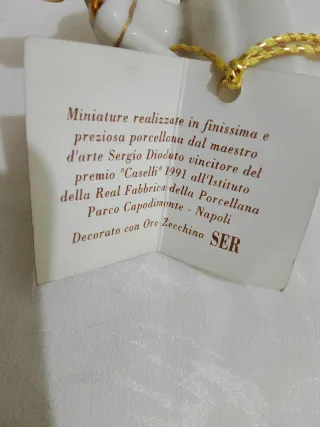 Miniature realizzate in finissima e
preziosa porcellana dal maestro
d'arte Sergio Diodato vincitore del
premio "Caselli" 1991 all'Istituto
della Real Fabbrica della Porcellana
Parco Capodimonte - Napoli
Decorato con Oro Zecchino SER